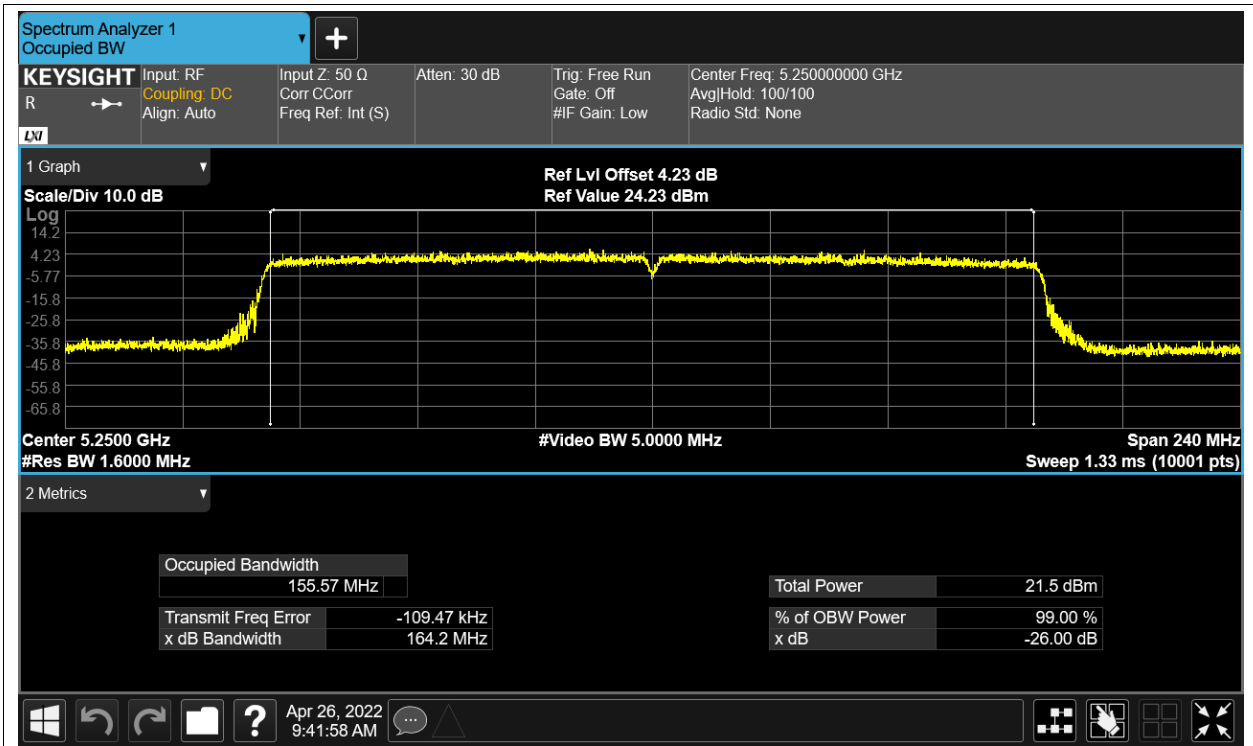 Spectrum Analyzer 1
Occupied BW
KEYSIGHT
R
LXI
Input: RF
Coupling: DC
Align: Auto
Input Z: 50 Ω
Corr CCorr
Freq Ref: Int (S)
Atten: 30 dB
Trig: Free Run
Gate: Off
#IF Gain: Low
Center Freq: 5.250000000 GHz
Avg|Hold: 100/100
Radio Std: None
1 Graph
Scale/Div 10.0 dB
Ref Lvl Offset 4.23 dB
Ref Value 24.23 dBm
Log
14.2
4.23
-5.77
-15.8
-25.8
-35.8
-45.8
-55.8
-65.8
Center 5.2500 GHz
#Video BW 5.0000 MHz
Span 240 MHz
#Res BW 1.6000 MHz
Sweep 1.33 ms (10001 pts)
2 Metrics
Occupied Bandwidth
155.57 MHz
Transmit Freq Error -109.47 kHz
x dB Bandwidth 164.2 MHz
Total Power 21.5 dBm
% of OBW Power 99.00 %
x dB -26.00 dB
?
Apr 26, 2022
9:41:58 AM